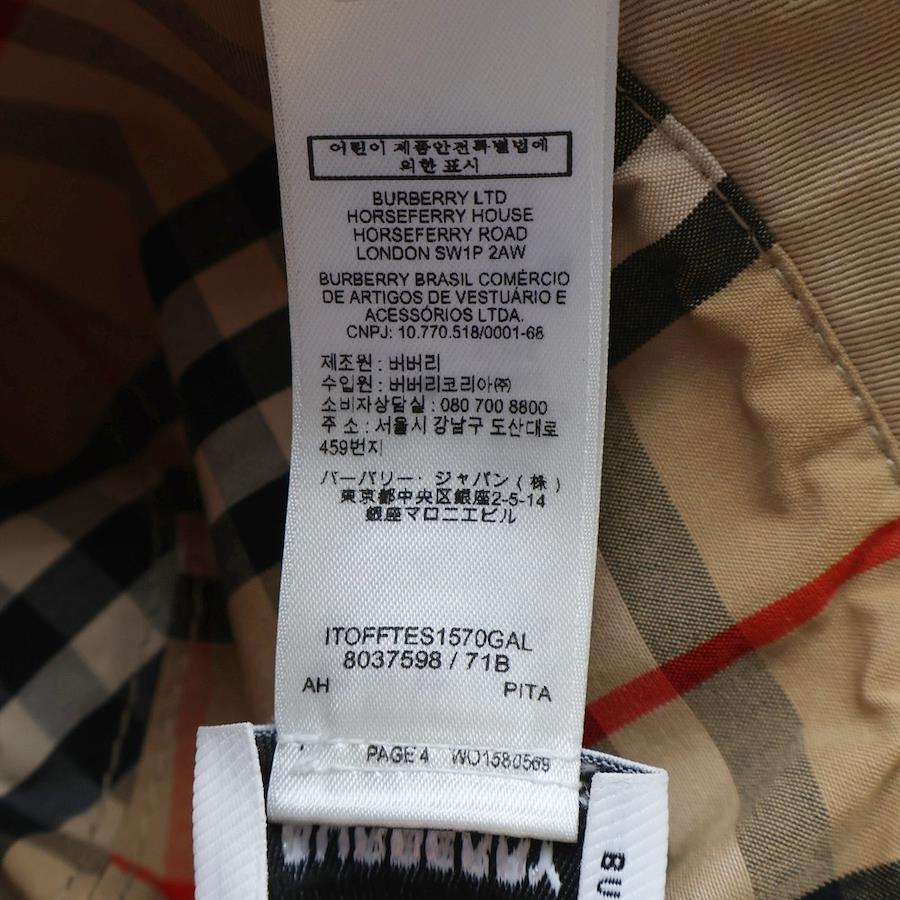 어린이 제품안전특별법에
의한 표시
BURBERRY LTD
HORSEFERRY HOUSE
HORSEFERRY ROAD
LONDON SW1P 2AW
BURBERRY BRASIL COMÉRCIO
DE ARTIGOS DE VESTUÁRIO E
ACESSÓRIOS LTDA.
CNPJ: 10.770.518/0001-66
제조원 : 버버리
수입원 : 버버리코리아㈜
소비자상담실 : 080 700 8800
주 소 : 서울시 강남구 도산대로
459번지
バーバリー・ジャパン(株)
東京都中央区銀座2-5-14
銀座マロニエビル
ITOFFTES1570GAL
8037598 / 71B
AH PITA
PAGE 4 WO1580569
BU